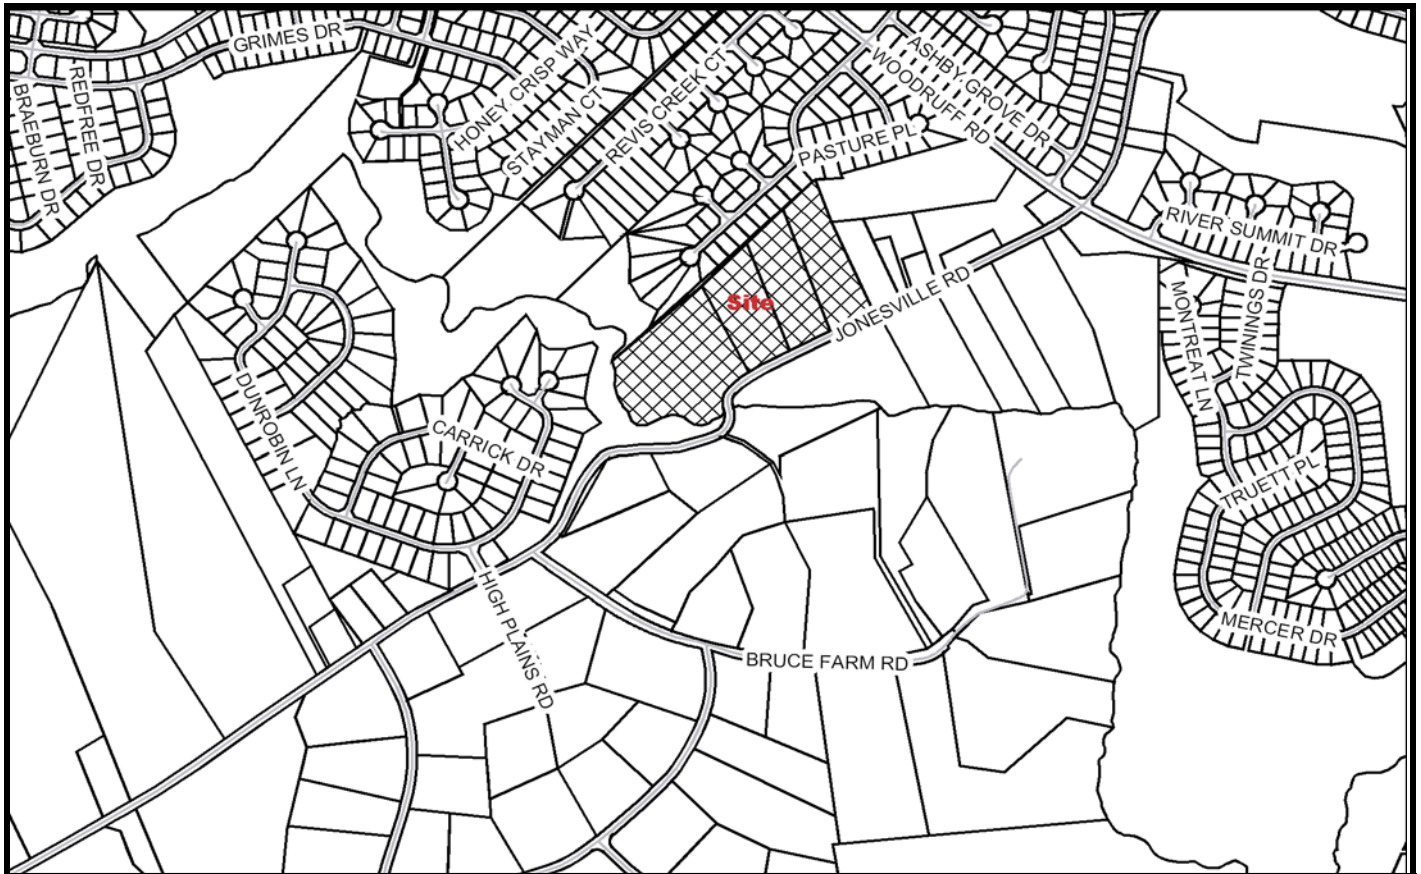 GRIMES DR
HONEY CRISP WAY
STAYMAN CT
REVIS CREEK CT
ASHBY GROVE DR
WOODRUFF RD
PASTURE PL
REDFREE DR
BRAEBURN DR
RIVER SUMMIT DR
TWINNINGS DR
MONTREAT LN
Site
JONESVILLE RD
DUNROBIN LN
CARRICK DR
TRUETT PL
MERCER DR
HIGH PLAINS RD
BRUCE FARM RD